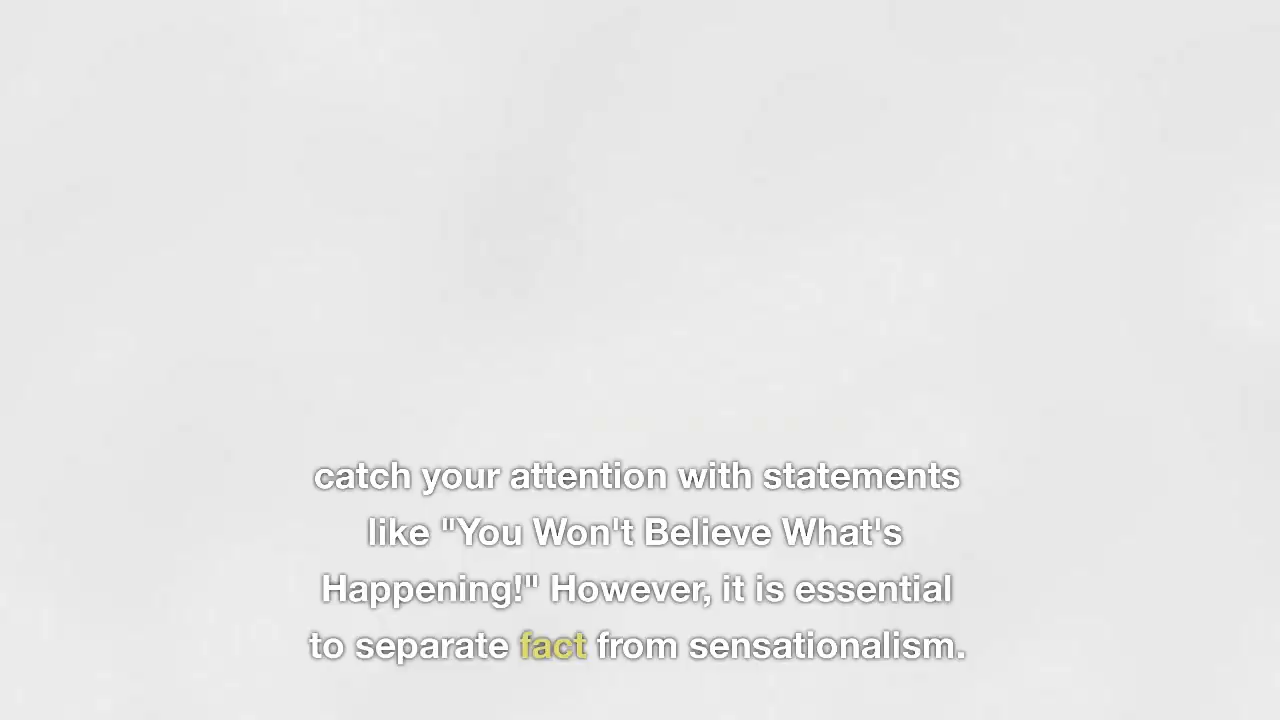 catch your attention with statements
like "You Won't Believe What's
Happening!" However, it is essential
to separate fact from sensationalism.